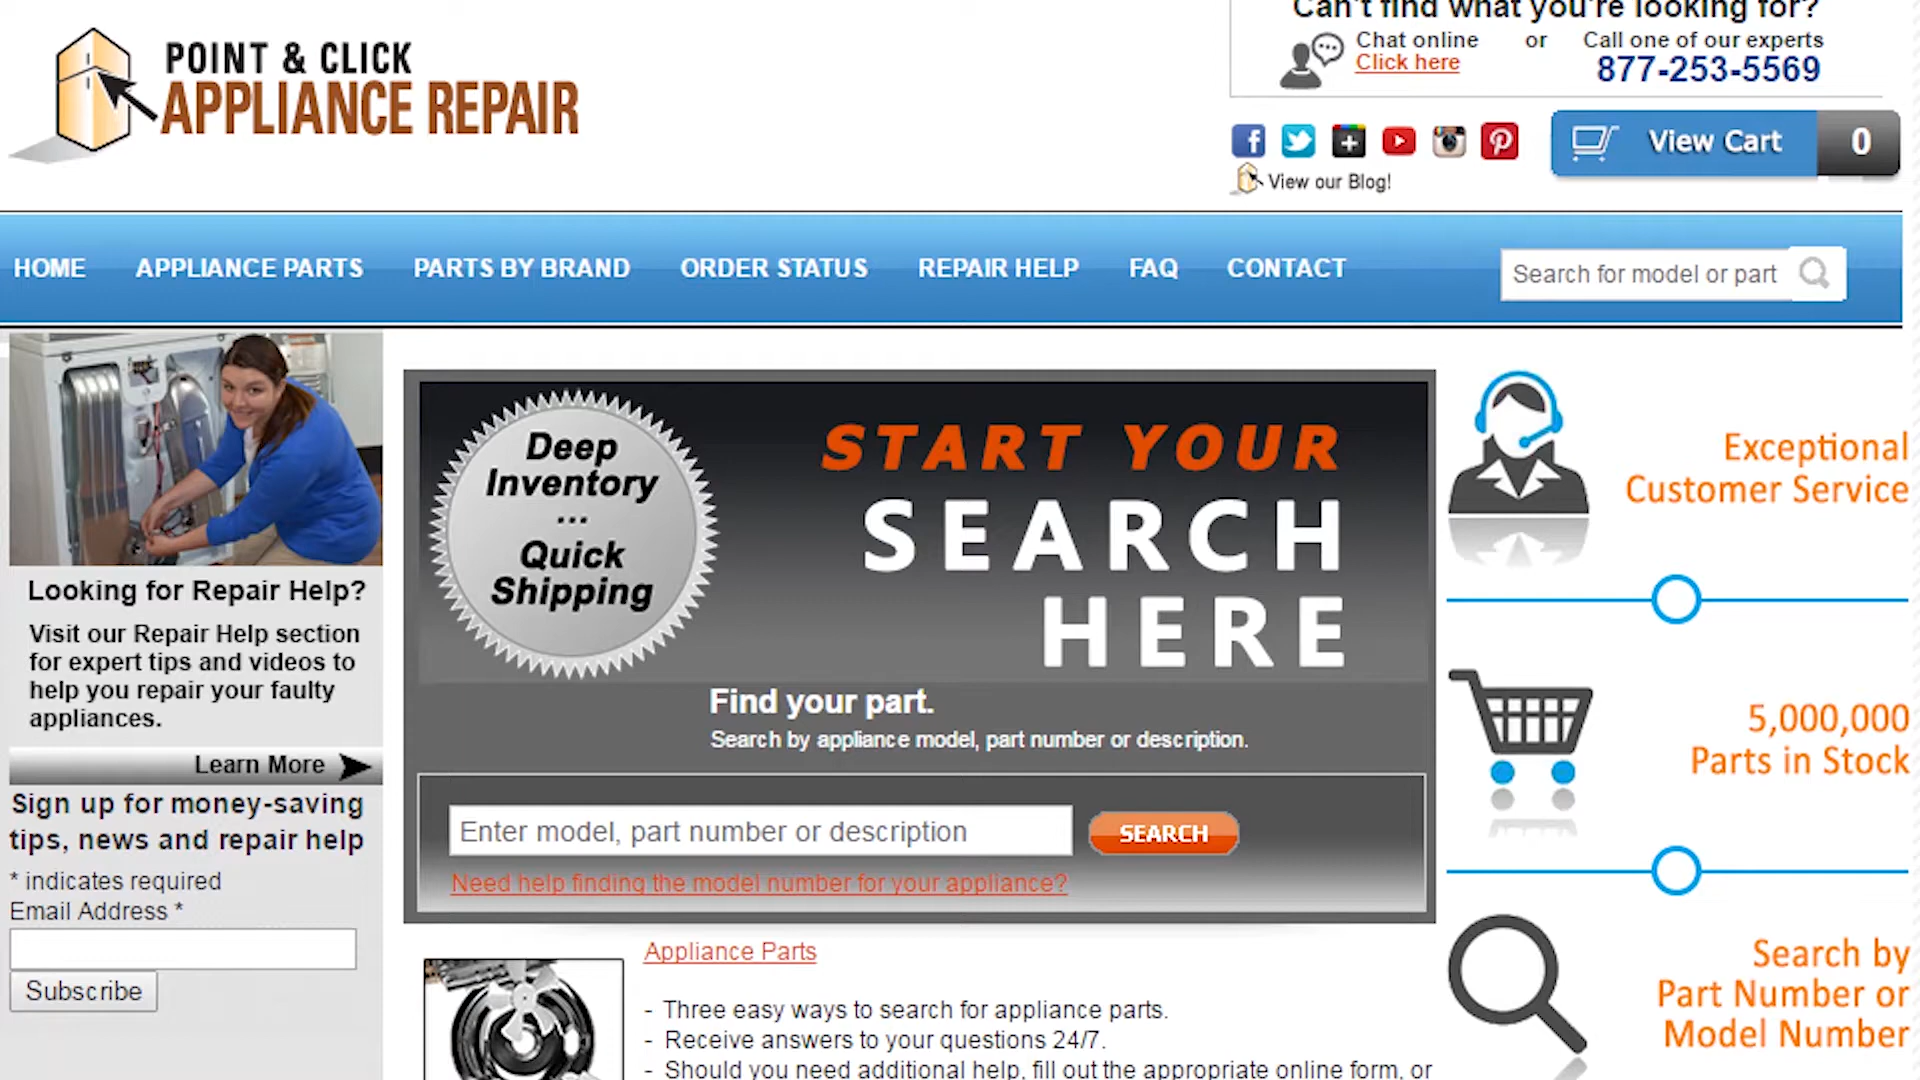 POINT & CLICK
APPLIANCE REPAIR
Can't find what you're looking for?
Chat online or Call one of our experts
Click here 877-253-5569
View Cart 0
View our Blog!
HOME APPLIANCE PARTS PARTS BY BRAND ORDER STATUS REPAIR HELP FAQ CONTACT
Search for model or part
Looking for Repair Help?
Visit our Repair Help section
for expert tips and videos to
help you repair your faulty
appliances.
Learn More
Sign up for money-saving
tips, news and repair help
* indicates required
Email Address *
Subscribe
Deep
Inventory
...
Quick
Shipping
START YOUR
SEARCH
HERE
Find your part.
Search by appliance model, part number or description.
Enter model, part number or description
SEARCH
Need help finding the model number for your appliance?
Appliance Parts
- Three easy ways to search for appliance parts.
- Receive answers to your questions 24/7.
- Should you need additional help, fill out the appropriate online form, or
Exceptional
Customer Service
5,000,000
Parts in Stock
Search by
Part Number or
Model Number